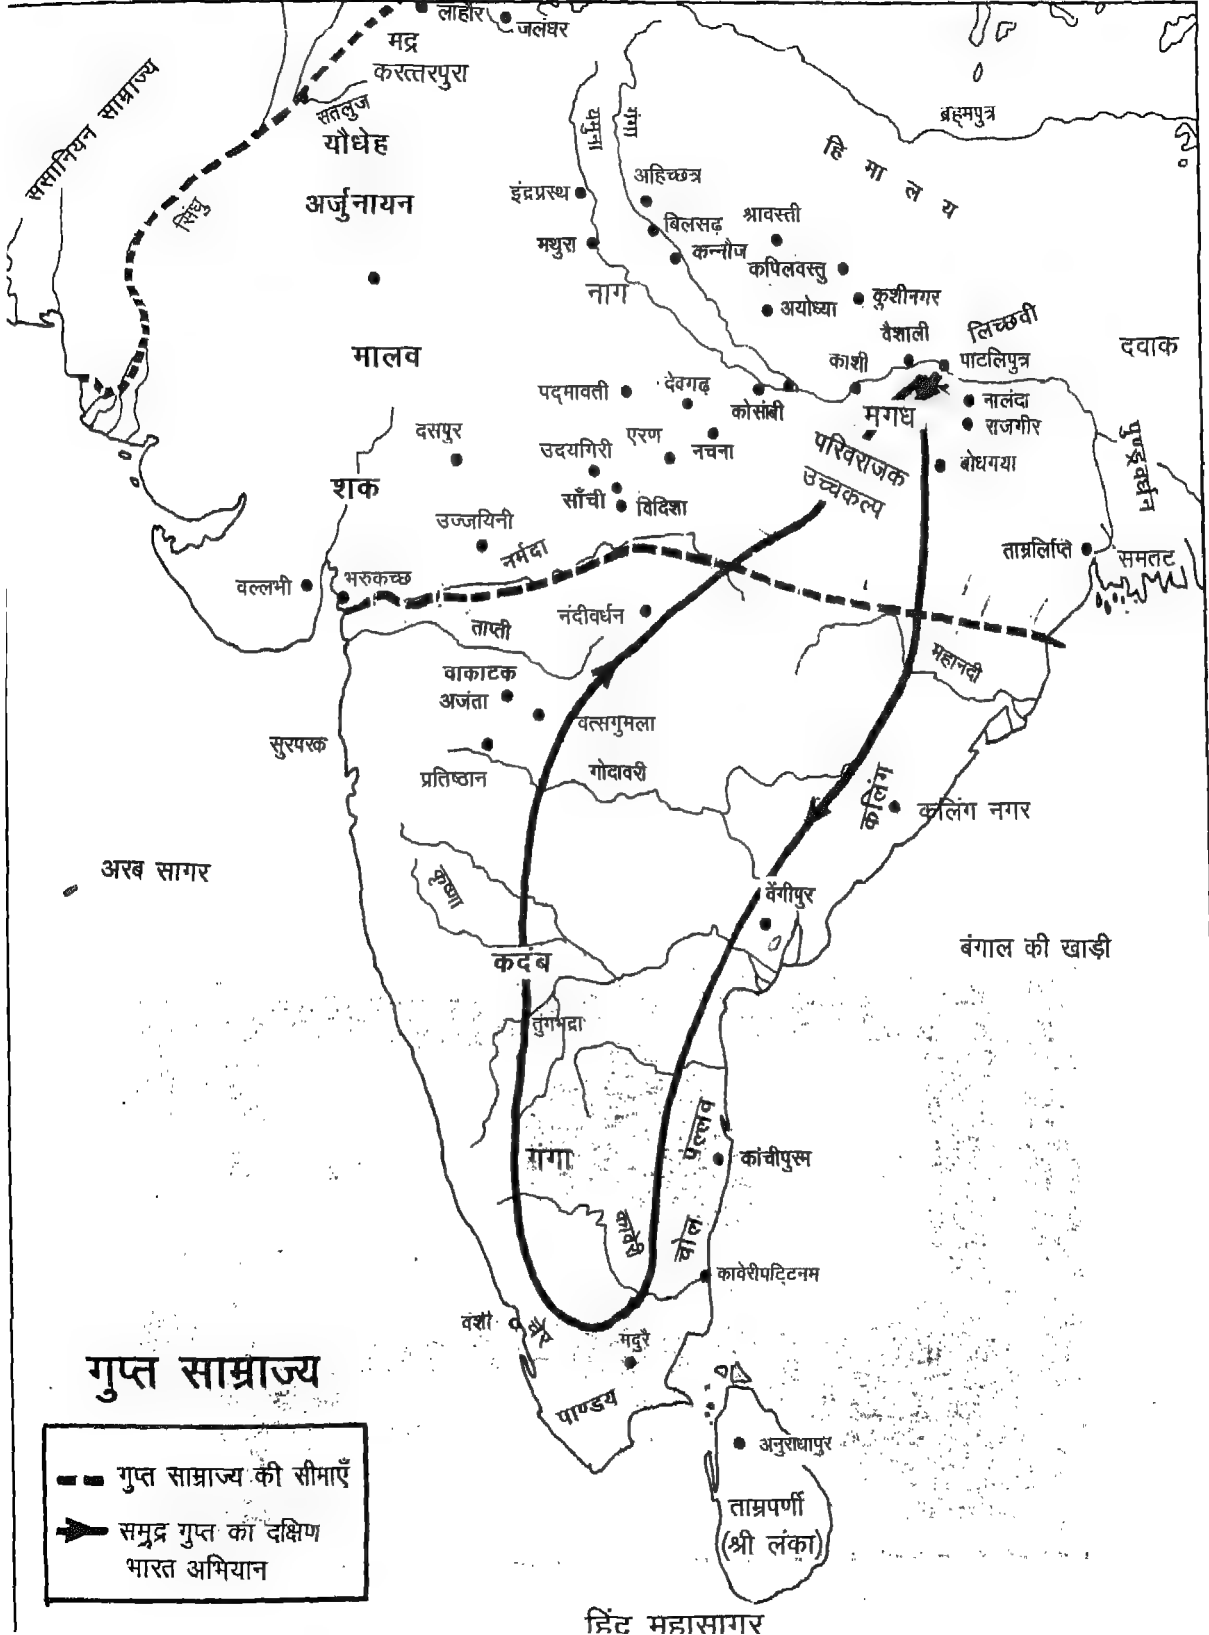 लाहौर
जलंधर
मद्र
करत्तरपुरा
ससानियन साम्राज्य
सतलुज
यौधेह
अर्जुनायन
सिंधु
यमुना
गंगा
ब्रह्मपुत्र
हिमालय
इंद्रप्रस्थ
अहिच्छत्र
बिलसढ़
श्रावस्ती
मथुरा
कन्नौज
कपिलवस्तु
नाग
कुशीनगर
अयोध्या
वैशाली
लिच्छवी
दवाक
मालव
काशी
पाटलिपुत्र
पद्मावती
देवगढ़
कोसांबी
मगध
नालंदा
राजगीर
दसपुर
उदयगिरी
एरण
नचना
परिवराजक
उच्चकल्प
बोधगया
पुण्ड्रवर्धन
शक
साँची
विदिशा
उज्जयिनी
नर्मदा
ताम्रलिप्ति
समतट
वल्लभी
भरुकच्छ
नंदीवर्धन
ताप्ती
महानदी
वाकाटक
अजंता
वत्सगुमला
सुरपरक
प्रतिष्ठान
गोदावरी
कलिंग
कलिंग नगर
अरब सागर
कृष्णा
वेंगीपुर
बंगाल की खाड़ी
कदंब
तुंगभद्रा
पल्लव
गंगा
कांचीपुरम
कावेरी
चोल
कावेरीपट्टिनम
वंशी
चेर
मदुरै
गुप्त साम्राज्य
पाण्डय
अनुराधापुर
गुप्त साम्राज्य की सीमाएँ
ताम्रपर्णी
(श्री लंका)
समुद्र गुप्त का दक्षिण
भारत अभियान
हिंद महासागर